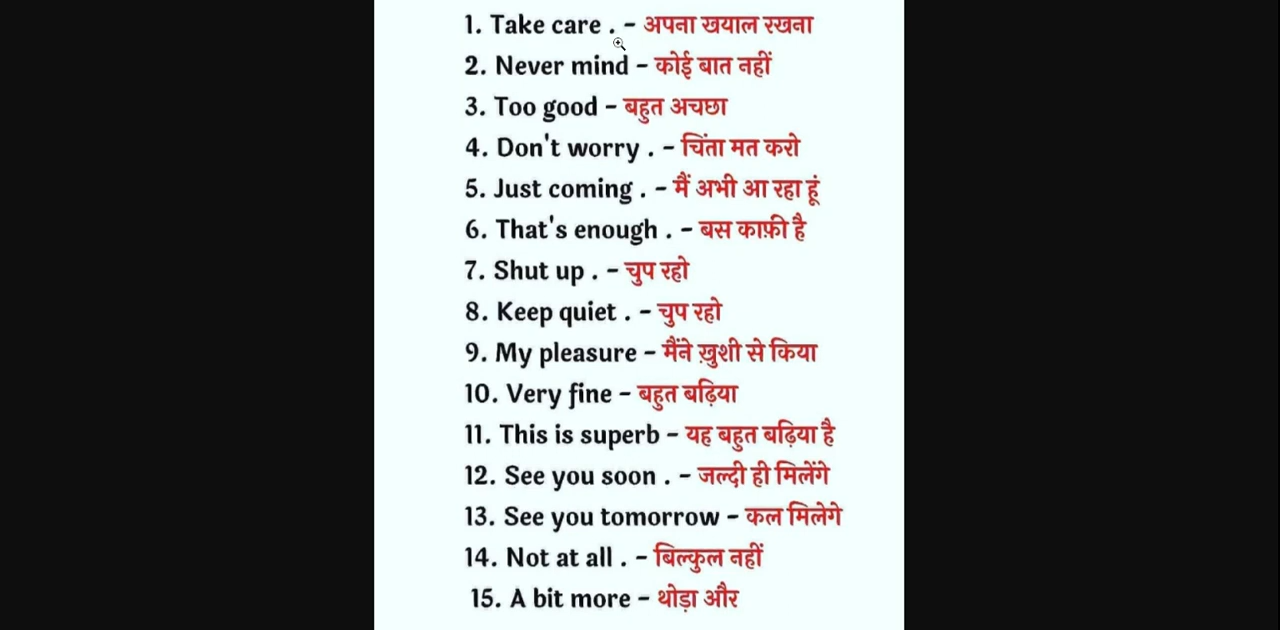 1. Take care . - अपना खयाल रखना
2. Never mind - कोई बात नहीं
3. Too good - बहुत अचछा
4. Don't worry . - चिंता मत करो
5. Just coming . - मैं अभी आ रहा हूं
6. That's enough . - बस काफ़ी है
7. Shut up . - चुप रहो
8. Keep quiet . - चुप रहो
9. My pleasure - मैंने ख़ुशी से किया
10. Very fine - बहुत बढ़िया
11. This is superb - यह बहुत बढ़िया है
12. See you soon . - जल्दी ही मिलेंगे
13. See you tomorrow - कल मिलेगे
14. Not at all . - बिल्कुल नहीं
15. A bit more - थोड़ा और